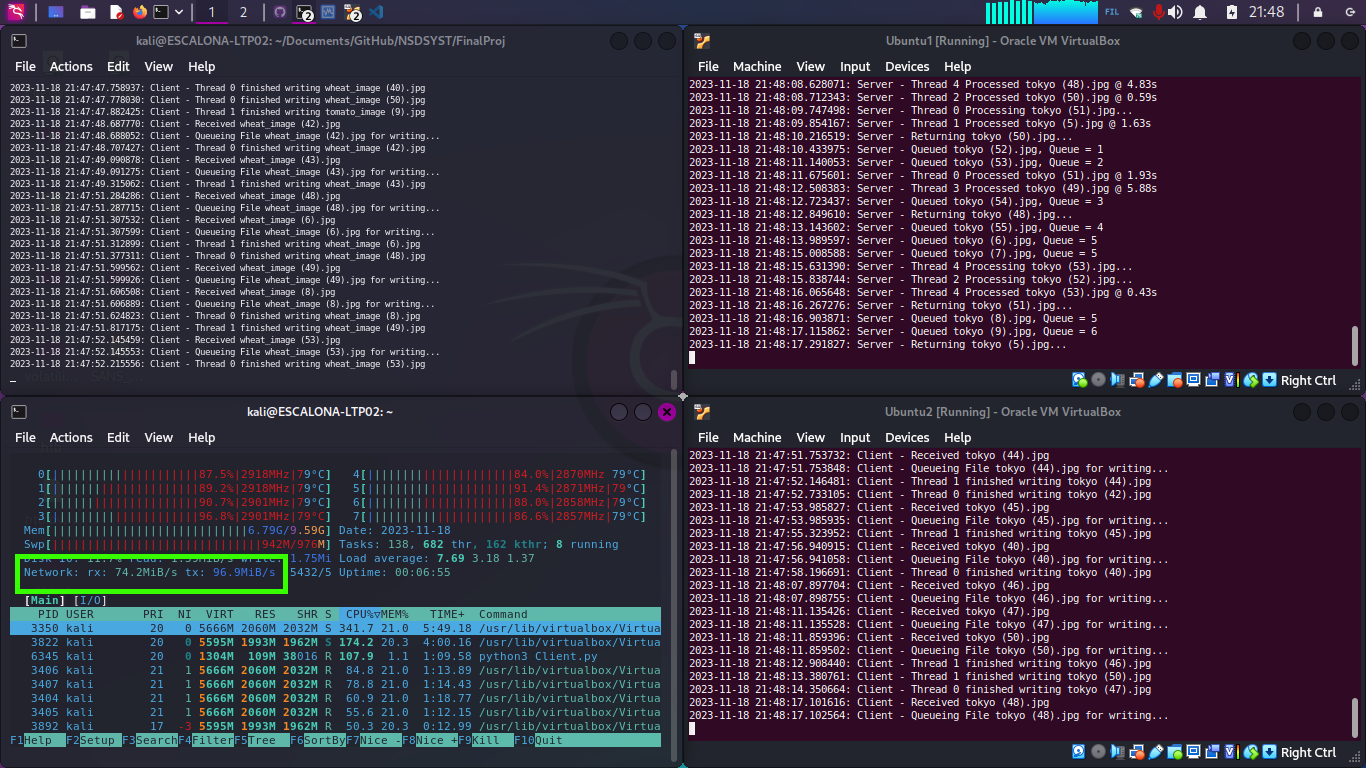 1 2 2 2 FIL 21:48
kali@ESCALONA-LTP02: ~/Documents/GitHub/NSDSYST/FinalProj
File Actions Edit View Help
2023-11-18 21:47:47.758937: Client - Thread 0 finished writing wheat_image (40).jpg
2023-11-18 21:47:47.778030: Client - Thread 0 finished writing wheat_image (50).jpg
2023-11-18 21:47:47.882425: Client - Thread 1 finished writing tomato_image (9).jpg
2023-11-18 21:47:48.687770: Client - Received wheat_image (42).jpg
2023-11-18 21:47:48.688052: Client - Queueing File wheat_image (42).jpg for writing...
2023-11-18 21:47:48.707427: Client - Thread 0 finished writing wheat_image (42).jpg
2023-11-18 21:47:49.090878: Client - Received wheat_image (43).jpg
2023-11-18 21:47:49.091275: Client - Queueing File wheat_image (43).jpg for writing...
2023-11-18 21:47:49.315062: Client - Thread 1 finished writing wheat_image (43).jpg
2023-11-18 21:47:51.284286: Client - Received wheat_image (48).jpg
2023-11-18 21:47:51.287715: Client - Queueing File wheat_image (48).jpg for writing...
2023-11-18 21:47:51.307532: Client - Received wheat_image (6).jpg
2023-11-18 21:47:51.307599: Client - Queueing File wheat_image (6).jpg for writing...
2023-11-18 21:47:51.312899: Client - Thread 1 finished writing wheat_image (6).jpg
2023-11-18 21:47:51.377311: Client - Thread 0 finished writing wheat_image (48).jpg
2023-11-18 21:47:51.599562: Client - Received wheat_image (49).jpg
2023-11-18 21:47:51.599926: Client - Queueing File wheat_image (49).jpg for writing...
2023-11-18 21:47:51.606508: Client - Received wheat_image (8).jpg
2023-11-18 21:47:51.606889: Client - Queueing File wheat_image (8).jpg for writing...
2023-11-18 21:47:51.624823: Client - Thread 0 finished writing wheat_image (8).jpg
2023-11-18 21:47:51.817175: Client - Thread 1 finished writing wheat_image (49).jpg
2023-11-18 21:47:52.145459: Client - Received wheat_image (53).jpg
2023-11-18 21:47:52.145553: Client - Queueing File wheat_image (53).jpg for writing...
2023-11-18 21:47:52.215556: Client - Thread 0 finished writing wheat_image (53).jpg
Ubuntu1 [Running] - Oracle VM VirtualBox
File Machine View Input Devices Help
2023-11-18 21:48:08.628071: Server - Thread 4 Processed tokyo (48).jpg @ 4.83s
2023-11-18 21:48:08.712343: Server - Thread 2 Processed tokyo (50).jpg @ 0.59s
2023-11-18 21:48:09.747498: Server - Thread 0 Processing tokyo (51).jpg...
2023-11-18 21:48:09.854167: Server - Thread 1 Processed tokyo (5).jpg @ 1.63s
2023-11-18 21:48:10.216519: Server - Returning tokyo (50).jpg...
2023-11-18 21:48:10.433975: Server - Queued tokyo (52).jpg, Queue = 1
2023-11-18 21:48:11.140053: Server - Queued tokyo (53).jpg, Queue = 2
2023-11-18 21:48:11.675601: Server - Thread 0 Processed tokyo (51).jpg @ 1.93s
2023-11-18 21:48:12.508383: Server - Thread 3 Processed tokyo (49).jpg @ 5.88s
2023-11-18 21:48:12.723437: Server - Queued tokyo (54).jpg, Queue = 3
2023-11-18 21:48:12.849610: Server - Returning tokyo (48).jpg...
2023-11-18 21:48:13.143602: Server - Queued tokyo (55).jpg, Queue = 4
2023-11-18 21:48:13.989597: Server - Queued tokyo (6).jpg, Queue = 5
2023-11-18 21:48:15.008588: Server - Queued tokyo (7).jpg, Queue = 5
2023-11-18 21:48:15.631390: Server - Thread 4 Processing tokyo (53).jpg...
2023-11-18 21:48:15.838744: Server - Thread 2 Processing tokyo (52).jpg...
2023-11-18 21:48:16.065648: Server - Thread 4 Processed tokyo (53).jpg @ 0.43s
2023-11-18 21:48:16.267276: Server - Returning tokyo (51).jpg...
2023-11-18 21:48:16.903871: Server - Queued tokyo (8).jpg, Queue = 5
2023-11-18 21:48:17.115862: Server - Queued tokyo (9).jpg, Queue = 6
2023-11-18 21:48:17.291827: Server - Returning tokyo (5).jpg...
Right Ctrl
kali@ESCALONA-LTP02: ~
File Actions Edit View Help
0[||||||||||||||||||||||87.5%|2918MHz|79°C] 4[|||||||||||||||||||||84.0%|2870MHz 79°C]
1[||||||||||||||||||||||89.2%|2918MHz|79°C] 5[|||||||||||||||||||||91.4%|2871MHz|79°C]
2[||||||||||||||||||||||90.7%|2901MHz|79°C] 6[|||||||||||||||||||||88.0%|2858MHz|79°C]
3[||||||||||||||||||||||96.8%|2901MHz|79°C] 7[|||||||||||||||||||||86.6%|2857MHz|79°C]
Mem[||||||||||||||||||||||||||||6.79G/9.59G] Date: 2023-11-18
Swp[||||||||||||||||||||||||||||||942M/976M] Tasks: 138, 682 thr, 162 kthr; 8 running
1.75Mi Load average: 7.69 3.18 1.37
Network: rx: 74.2MiB/s tx: 96.9MiB/s 5432/5 Uptime: 00:06:55
[Main] [I/O]
PID USER PRI NI VIRT RES SHR S CPU%▽MEM% TIME+ Command
3350 kali 20 0 5666M 2060M 2032M S 341.7 21.0 5:49.18 /usr/lib/virtualbox/Virtua
3822 kali 20 0 5595M 1993M 1962M S 174.2 20.3 4:00.16 /usr/lib/virtualbox/Virtua
6345 kali 20 0 1304M 109M 38016 R 107.9 1.1 1:09.58 python3 Client.py
3406 kali 21 1 5666M 2060M 2032M R 84.8 21.0 1:13.89 /usr/lib/virtualbox/Virtua
3407 kali 21 1 5666M 2060M 2032M R 78.8 21.0 1:14.43 /usr/lib/virtualbox/Virtua
3404 kali 21 1 5666M 2060M 2032M R 60.9 21.0 1:18.77 /usr/lib/virtualbox/Virtua
3405 kali 21 1 5666M 2060M 2032M R 55.6 21.0 1:12.15 /usr/lib/virtualbox/Virtua
3892 kali 17 -3 5595M 1993M 1962M R 50.3 20.3 0:12.99 /usr/lib/virtualbox/Virtua
F1Help F2Setup F3SearchF4FilterF5Tree F6SortByF7Nice -F8Nice +F9Kill F10Quit
Ubuntu2 [Running] - Oracle VM VirtualBox
File Machine View Input Devices Help
2023-11-18 21:47:51.753732: Client - Received tokyo (44).jpg
2023-11-18 21:47:51.753848: Client - Queueing File tokyo (44).jpg for writing...
2023-11-18 21:47:52.146481: Client - Thread 1 finished writing tokyo (44).jpg
2023-11-18 21:47:52.733105: Client - Thread 0 finished writing tokyo (42).jpg
2023-11-18 21:47:53.985827: Client - Received tokyo (45).jpg
2023-11-18 21:47:53.985935: Client - Queueing File tokyo (45).jpg for writing...
2023-11-18 21:47:55.323952: Client - Thread 1 finished writing tokyo (45).jpg
2023-11-18 21:47:56.940915: Client - Received tokyo (40).jpg
2023-11-18 21:47:56.941058: Client - Queueing File tokyo (40).jpg for writing...
2023-11-18 21:47:58.196691: Client - Thread 0 finished writing tokyo (40).jpg
2023-11-18 21:48:07.897704: Client - Received tokyo (46).jpg
2023-11-18 21:48:07.898755: Client - Queueing File tokyo (46).jpg for writing...
2023-11-18 21:48:11.135426: Client - Received tokyo (47).jpg
2023-11-18 21:48:11.135528: Client - Queueing File tokyo (47).jpg for writing...
2023-11-18 21:48:11.859396: Client - Received tokyo (50).jpg
2023-11-18 21:48:11.859502: Client - Queueing File tokyo (50).jpg for writing...
2023-11-18 21:48:12.908440: Client - Thread 1 finished writing tokyo (46).jpg
2023-11-18 21:48:13.380761: Client - Thread 1 finished writing tokyo (50).jpg
2023-11-18 21:48:14.350664: Client - Thread 0 finished writing tokyo (47).jpg
2023-11-18 21:48:17.101616: Client - Received tokyo (48).jpg
2023-11-18 21:48:17.102564: Client - Queueing File tokyo (48).jpg for writing...
Right Ctrl